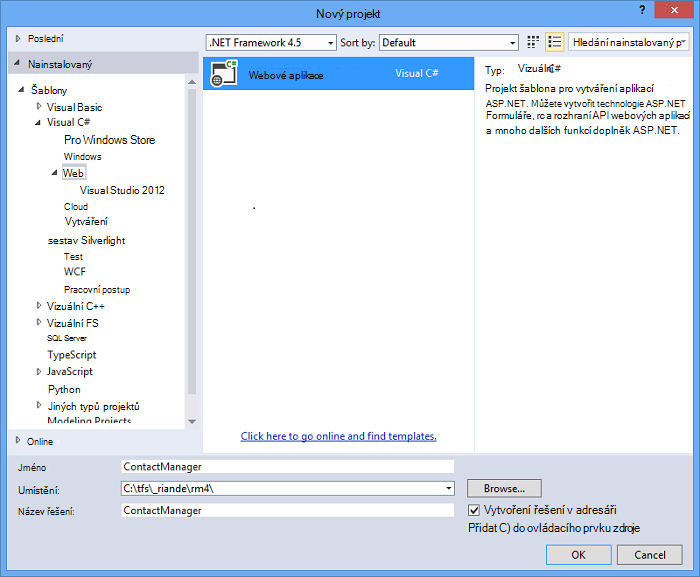 Nový projekt
?
Poslední
.NET Framework 4.5
Sort by: Default
Hledání nainstalovaný p
Nainstalovaný
Šablony
Visual Basic
Visual C#
Pro Windows Store
Windows
Web
Visual Studio 2012
Cloud
Vytváření
sestav Silverlight
Test
WCF
Pracovní postup
Vizuální C++
Vizuální FS
SQL Server
TypeScript
JavaScript
Python
Jiných typů projektů
Modeling Projects
Online
Webové aplikace
Visual C#
Click here to go online and find templates.
Typ: VizuálníC#
Projekt šablona pro vytváření aplikací
ASP.NET. Můžete vytvořit technologie ASP.NET
Formuláře, rc a rozhraní API webových aplikací
a mnoho dalších funkcí doplněk ASP.NET.
Jméno
ContactManager
Umístění:
C:\tfs\_riande\rm4\
Browse...
Název řešení:
ContactManager
Vytvoření řešení v adresáři
Přidat C) do ovládacího prvku zdroje
OK
Cancel